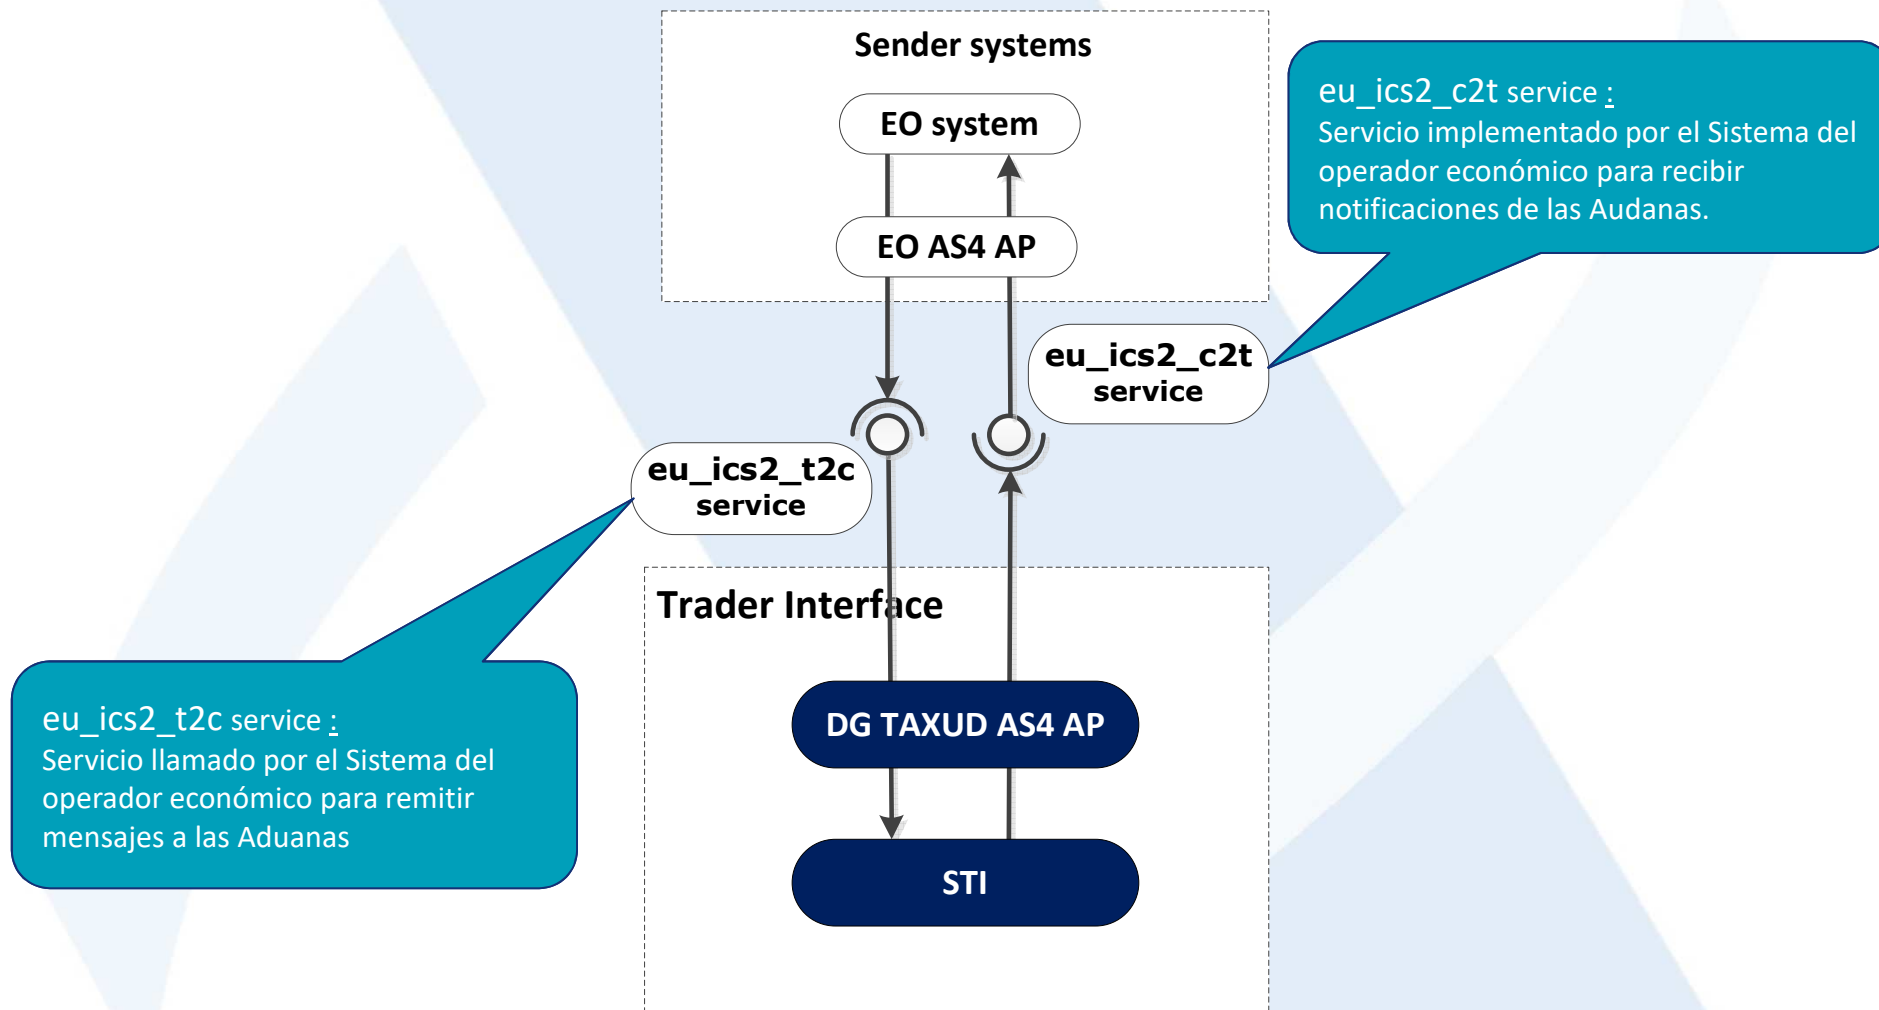 Sender systems
EO system
EO AS4 AP
eu_ics2_c2t service :
Servicio implementado por el Sistema del
operador económico para recibir
notificaciones de las Audanas.
eu_ics2_c2t
service
eu_ics2_t2c
service
Trader Interface
eu_ics2_t2c service :
Servicio llamado por el Sistema del
operador económico para remitir
mensajes a las Aduanas
DG TAXUD AS4 AP
STI